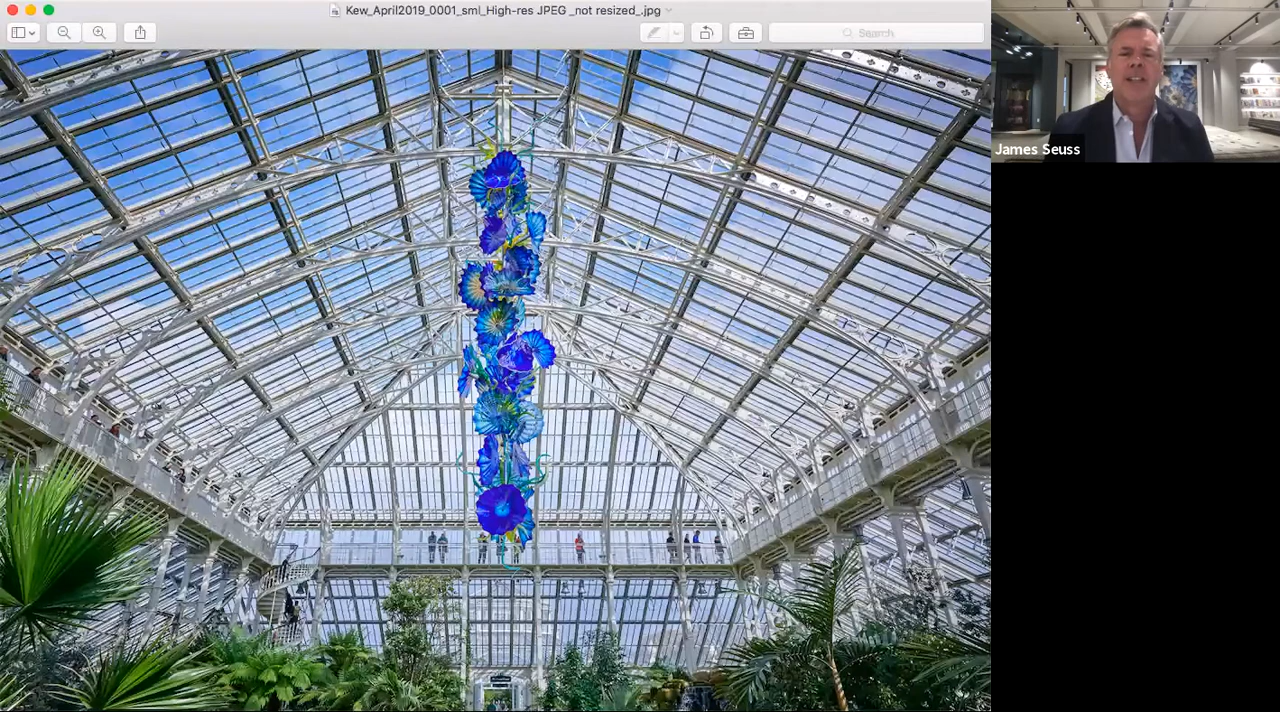 Kew_April2019_0001_sml_High-res JPEG _not resized_.jpg
Search
James Seuss